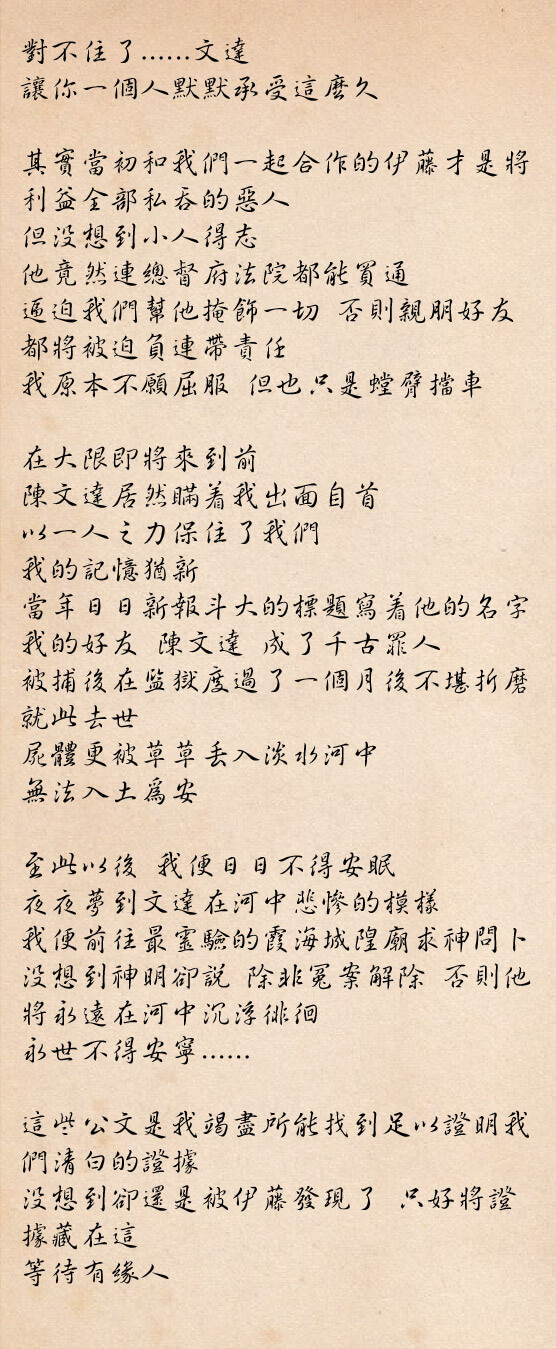 對不住了......文達
讓你一個人默默承受這麼久
其實當初和我們一起合作的伊藤才是將
利益全部私吞的惡人
但沒想到小人得志
他竟然連總督府法院都能買通
逼迫我們幫他掩飾一切 否則親朋好友
都將被迫負連帶責任
我原本不願屈服 但也只是螳臂擋車
在大限即將來到前
陳文達居然瞞着我出面自首
以一人之力保住了我們
我的記憶猶新
當年日日新報斗大的標題寫着他的名字
我的好友 陳文達 成了千古罪人
被捕後在監獄度過了一個月後不堪折磨
就此去世
屍體更被草草丟入淡水河中
無法入土爲安
至此以後 我便日日不得安眠
夜夜夢到文達在河中悲慘的模樣
我便前往最靈驗的霞海城隍廟求神問卜
沒想到神明卻説 除非冤案解除 否則他
將永遠在河中沉浮徘徊
永世不得安寧......
這些公文是我竭盡所能找到足以證明我
們清白的證據
沒想到卻還是被伊藤發現了 只好將證
據藏在這
等待有緣人